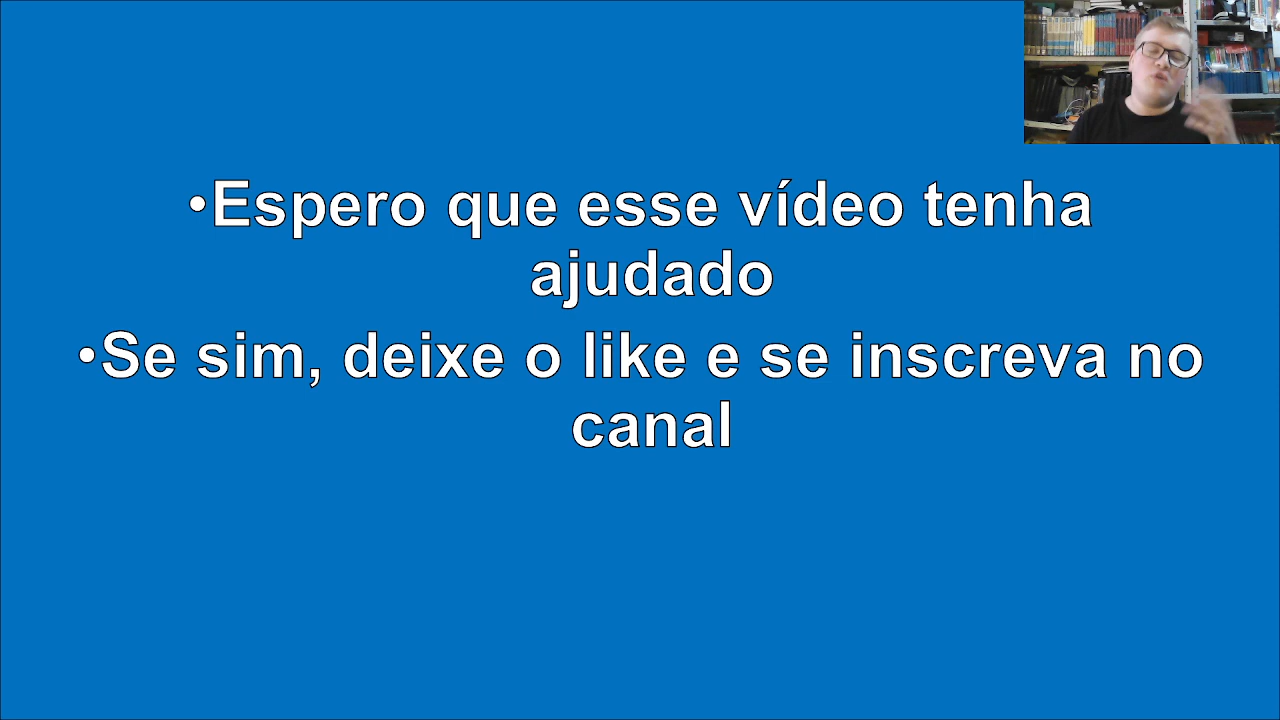 •Espero que esse vídeo tenha
ajudado
•Se sim, deixe o like e se inscreva no
canal